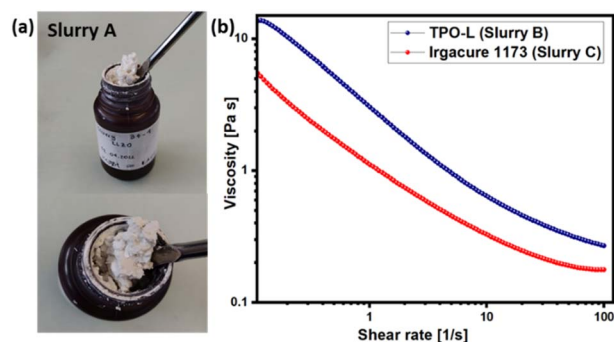 (a)
Slurry A
(b)
TPO-L (Slurry B)
Irgacure 1173 (Slurry C)
Viscosity [Pa s]
10
1
0.1
1
10
100
Shear rate [1/s]